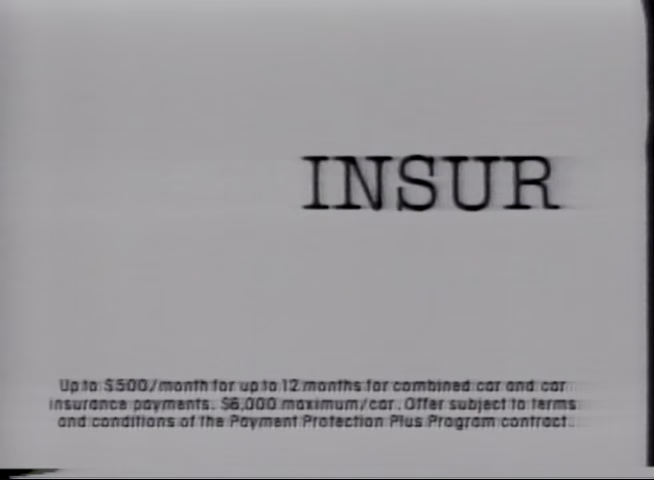 INSUR
Up to $500/month for up to 12 months for combined car and car
insurance payments. $6,000 maximum/car. Offer subject to terms
and conditions of the Payment Protection Plus Program contract.